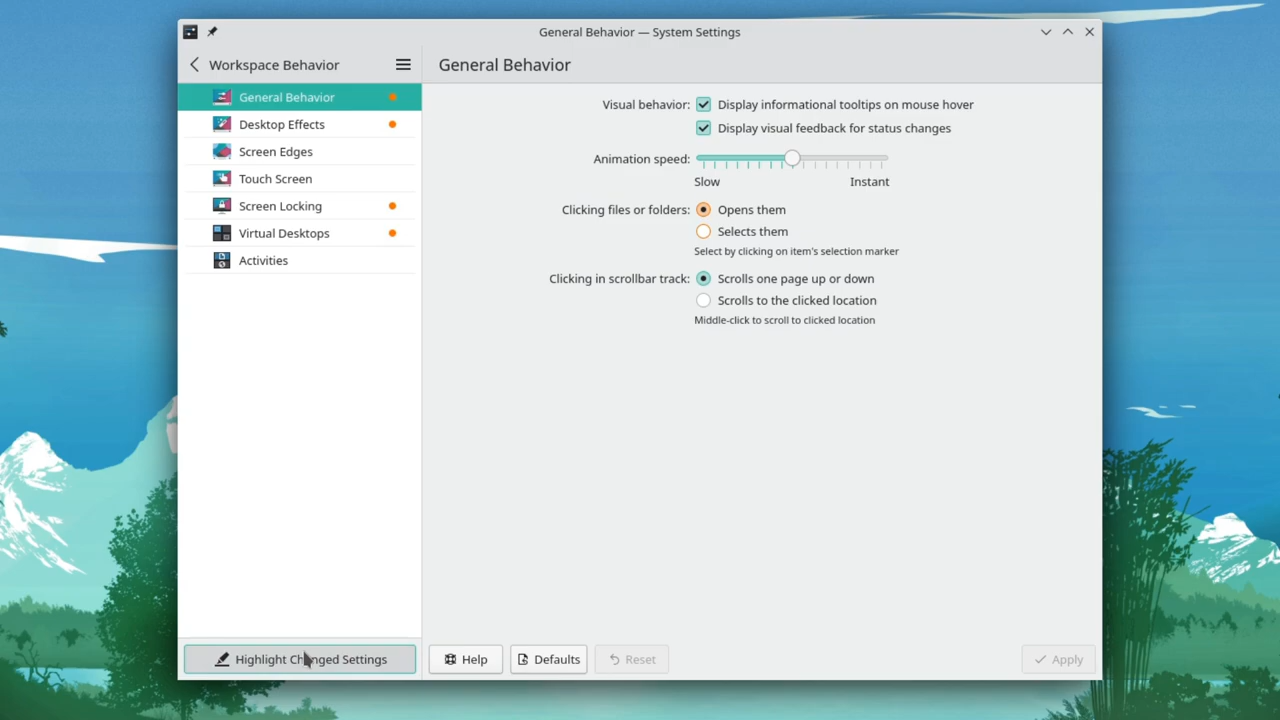 General Behavior — System Settings
Workspace Behavior
General Behavior
General Behavior
Desktop Effects
Screen Edges
Touch Screen
Screen Locking
Virtual Desktops
Activities
Visual behavior: Display informational tooltips on mouse hover
Display visual feedback for status changes
Animation speed:
Slow Instant
Clicking files or folders: Opens them
Selects them
Select by clicking on item's selection marker
Clicking in scrollbar track: Scrolls one page up or down
Scrolls to the clicked location
Middle-click to scroll to clicked location
Highlight Changed Settings
Help Defaults Reset Apply